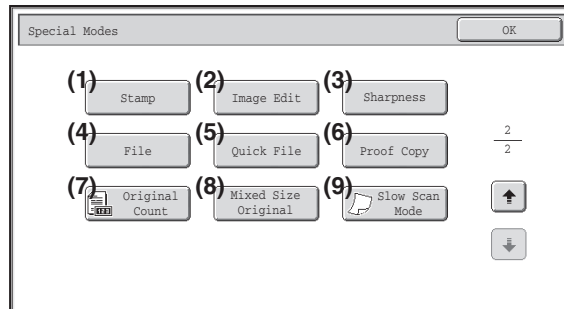 Special Modes OK
(1) Stamp (2) Image Edit (3) Sharpness
(4) File (5) Quick File (6) Proof Copy
2
2
(7) Original Count (8) Mixed Size Original (9) Slow Scan Mode